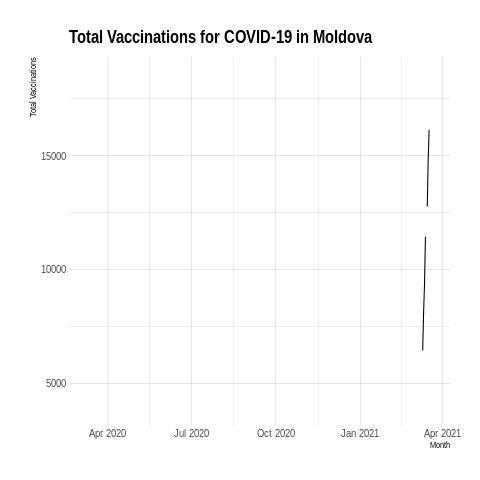 Total Vaccinations for COVID-19 in Moldova
Total Vaccinations
15000
10000
5000
Apr 2020
Jul 2020
Oct 2020
Jan 2021
Apr 2021
Month